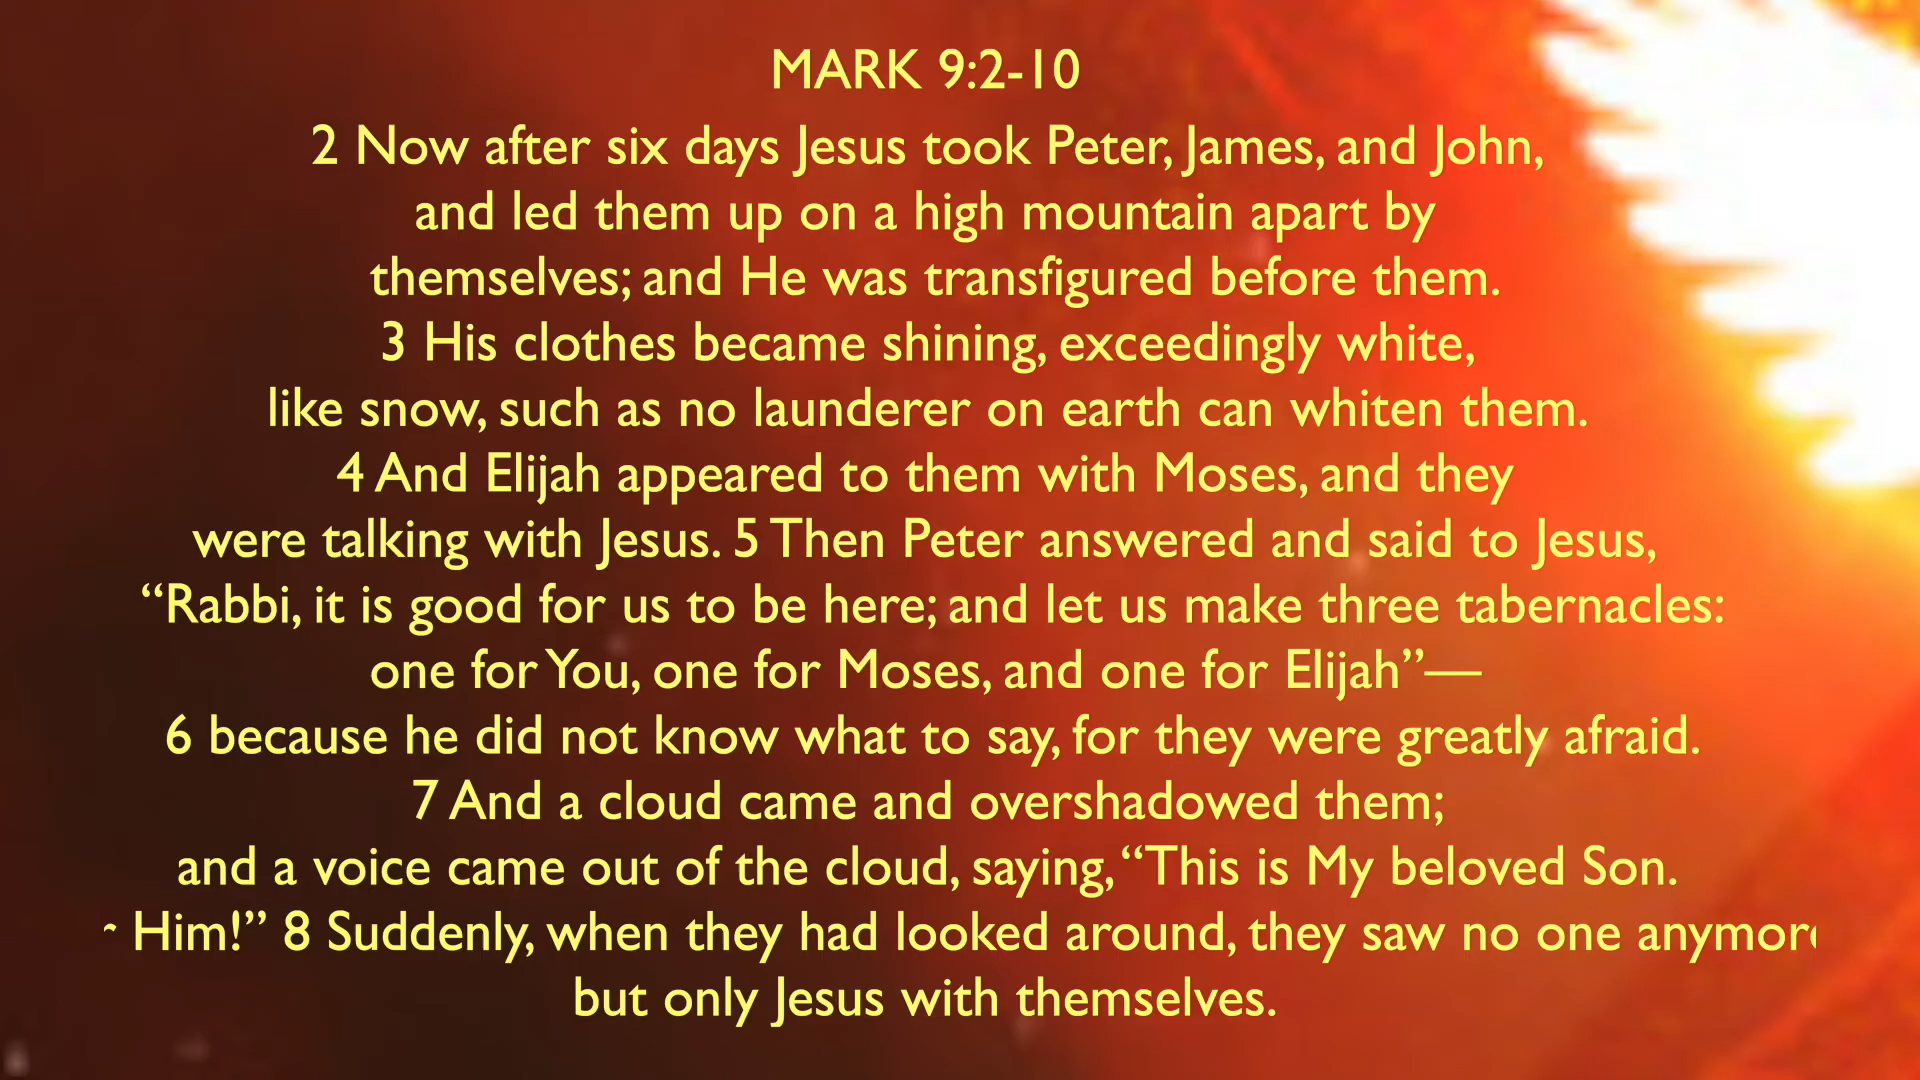 MARK 9:2-10
2 Now after six days Jesus took Peter, James, and John,
and led them up on a high mountain apart by
themselves; and He was transfigured before them.
3 His clothes became shining, exceedingly white,
like snow, such as no launderer on earth can whiten them.
4 And Elijah appeared to them with Moses, and they
were talking with Jesus. 5 Then Peter answered and said to Jesus,
“Rabbi, it is good for us to be here; and let us make three tabernacles:
one for You, one for Moses, and one for Elijah”—
6 because he did not know what to say, for they were greatly afraid.
7 And a cloud came and overshadowed them;
and a voice came out of the cloud, saying, “This is My beloved Son.
Him!” 8 Suddenly, when they had looked around, they saw no one anymore
but only Jesus with themselves.